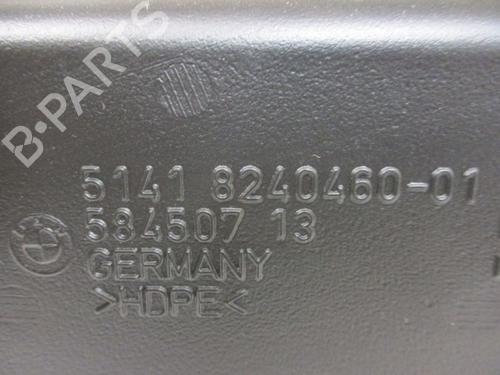 B-PARTS
5141 8240460-01
584507 13
GERMANY
>HDPE<